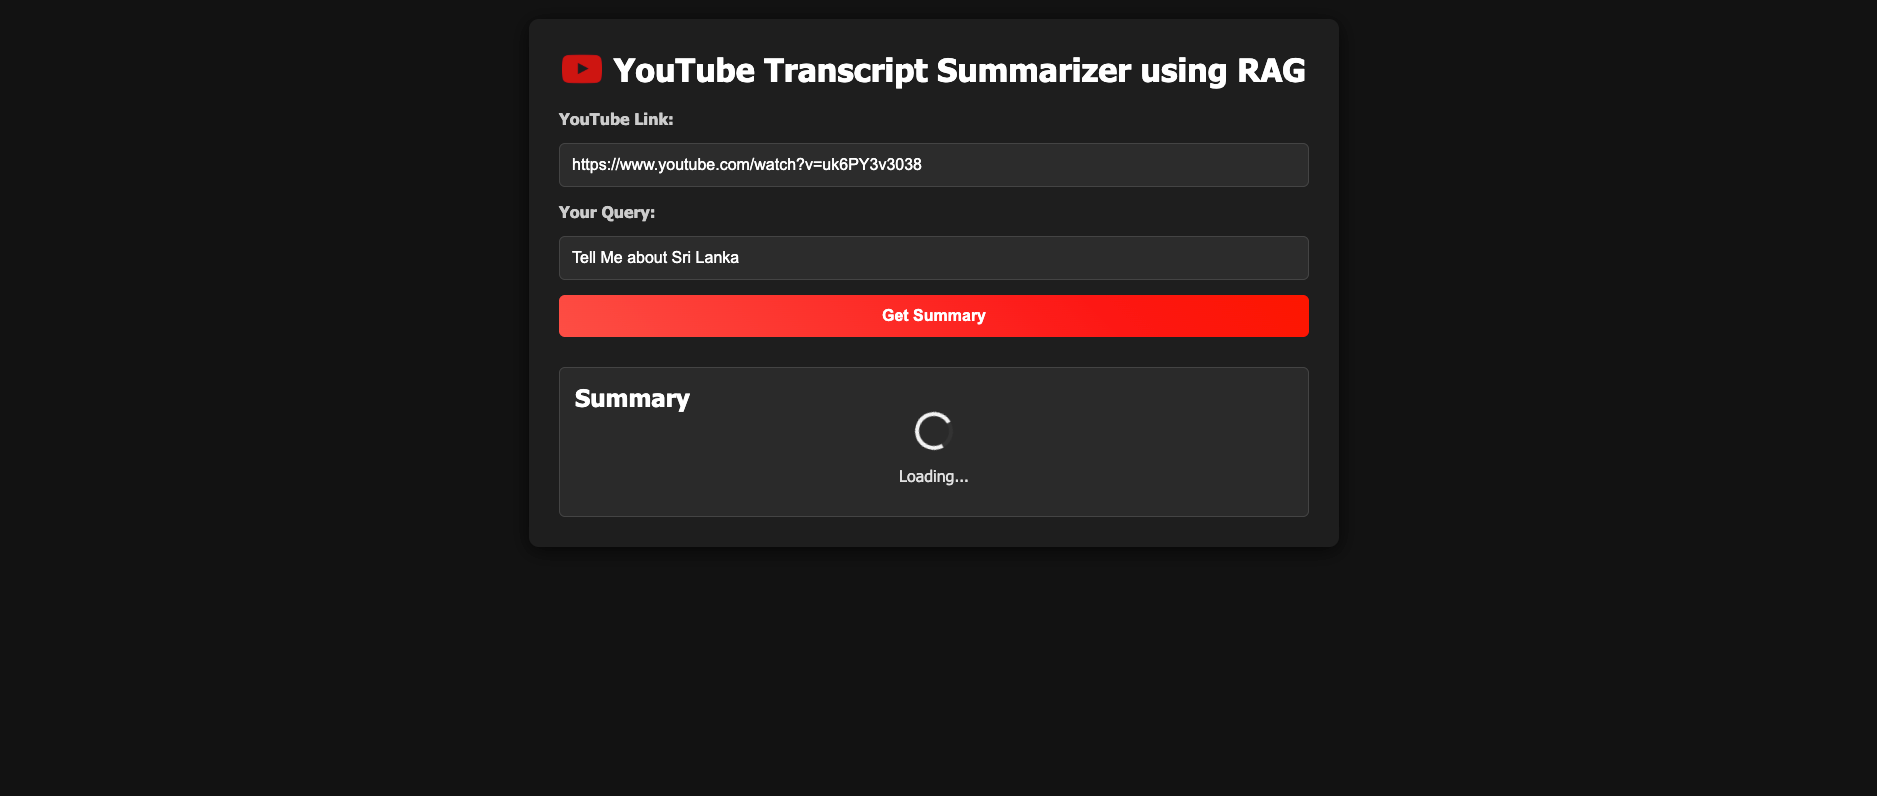 YouTube Transcript Summarizer using RAG
YouTube Link:
https://www.youtube.com/watch?v=uk6PY3v3038
Your Query:
Tell Me about Sri Lanka
Get Summary
Summary
Loading...